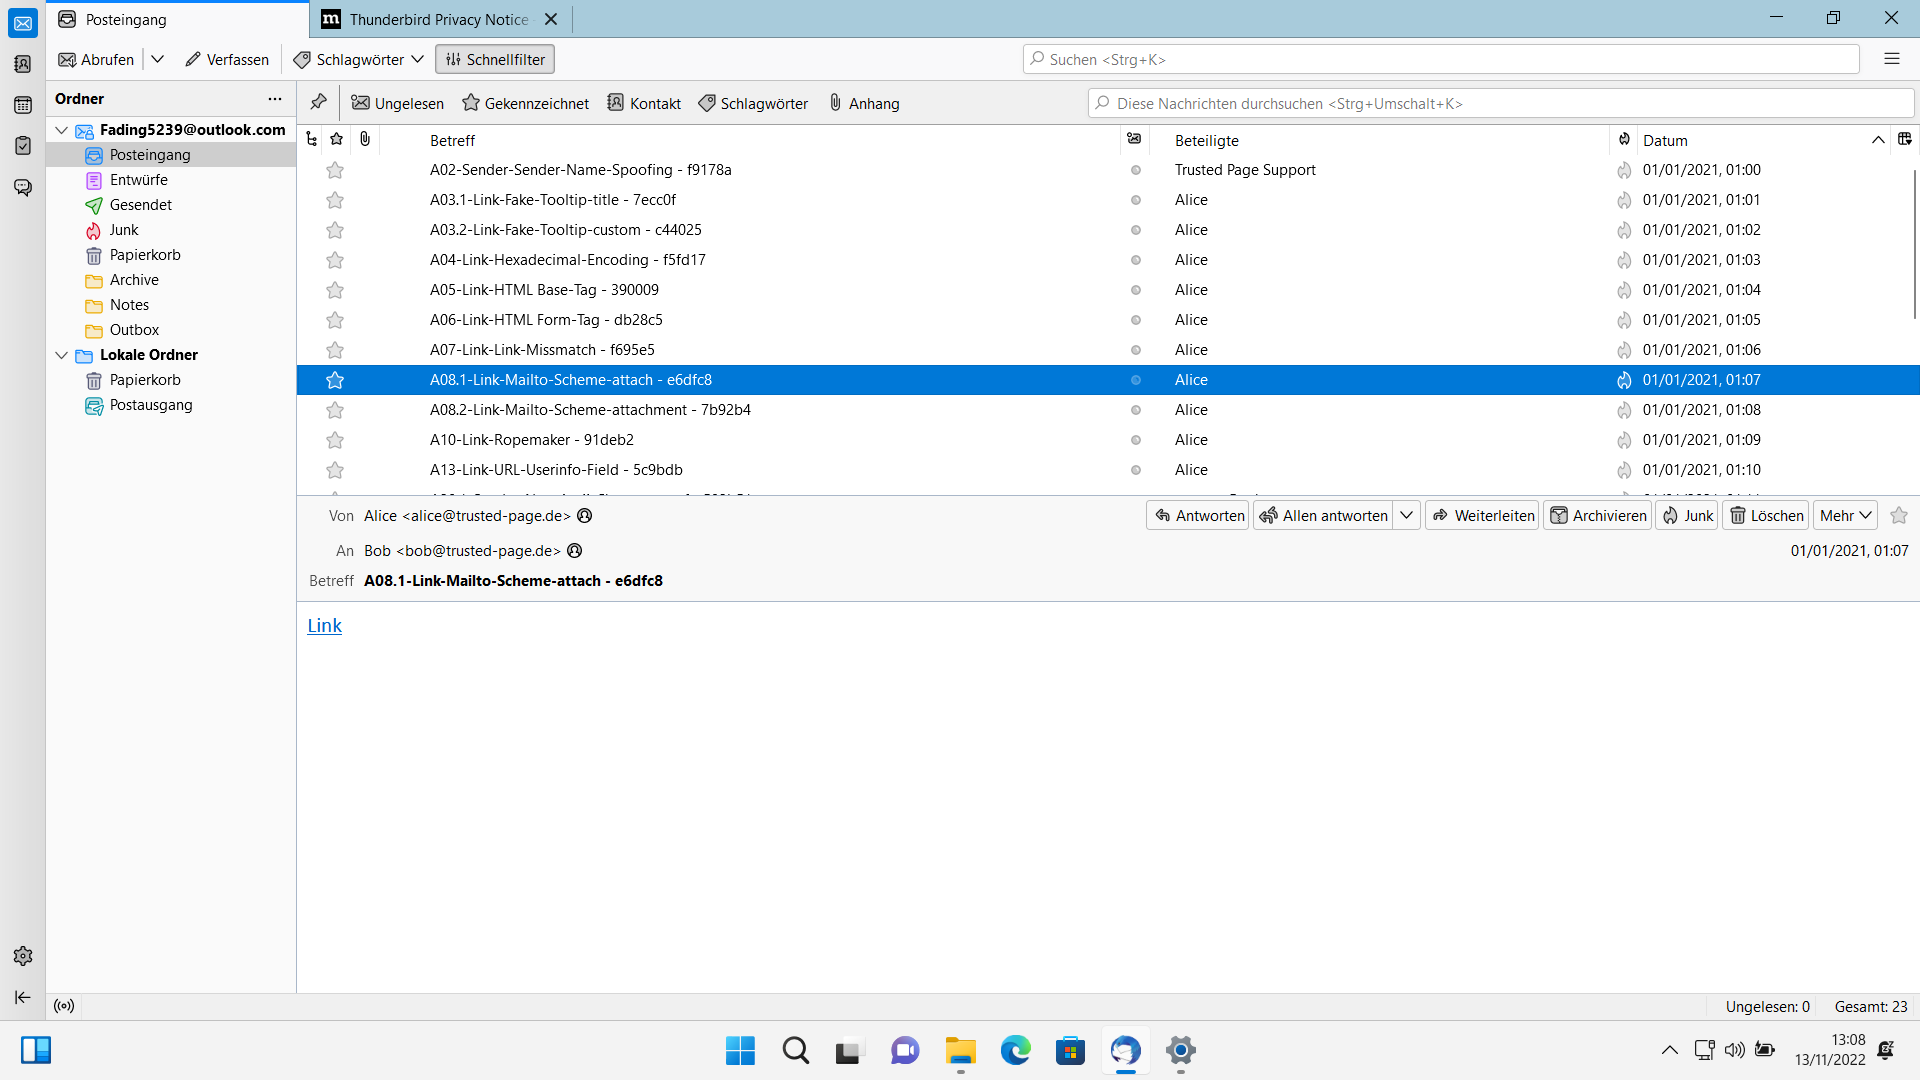 Posteingang
Thunderbird Privacy Notice
Abrufen
Verfassen
Schlagwörter
Schnellfilter
Suchen <Strg+K>
Ordner
Ungelesen
Gekennzeichnet
Kontakt
Schlagwörter
Anhang
Diese Nachrichten durchsuchen <Strg+Umschalt+K>
Fading5239@outlook.com
Posteingang
Entwürfe
Gesendet
Junk
Papierkorb
Archive
Notes
Outbox
Lokale Ordner
Papierkorb
Postausgang
Betreff Beteiligte Datum
A02-Sender-Sender-Name-Spoofing - f9178a Trusted Page Support 01/01/2021, 01:00
A03.1-Link-Fake-Tooltip-title - 7ecc0f Alice 01/01/2021, 01:01
A03.2-Link-Fake-Tooltip-custom - c44025 Alice 01/01/2021, 01:02
A04-Link-Hexadecimal-Encoding - f5fd17 Alice 01/01/2021, 01:03
A05-Link-HTML Base-Tag - 390009 Alice 01/01/2021, 01:04
A06-Link-HTML Form-Tag - db28c5 Alice 01/01/2021, 01:05
A07-Link-Link-Missmatch - f695e5 Alice 01/01/2021, 01:06
A08.1-Link-Mailto-Scheme-attach - e6dfc8 Alice 01/01/2021, 01:07
A08.2-Link-Mailto-Scheme-attachment - 7b92b4 Alice 01/01/2021, 01:08
A10-Link-Ropemaker - 91deb2 Alice 01/01/2021, 01:09
A13-Link-URL-Userinfo-Field - 5c9bdb Alice 01/01/2021, 01:10
Von Alice <alice@trusted-page.de>
Antworten
Allen antworten
Weiterleiten
Archivieren
Junk
Löschen
Mehr
An Bob <bob@trusted-page.de>
01/01/2021, 01:07
Betreff A08.1-Link-Mailto-Scheme-attach - e6dfc8
Link
Ungelesen: 0 Gesamt: 23
13:08
13/11/2022